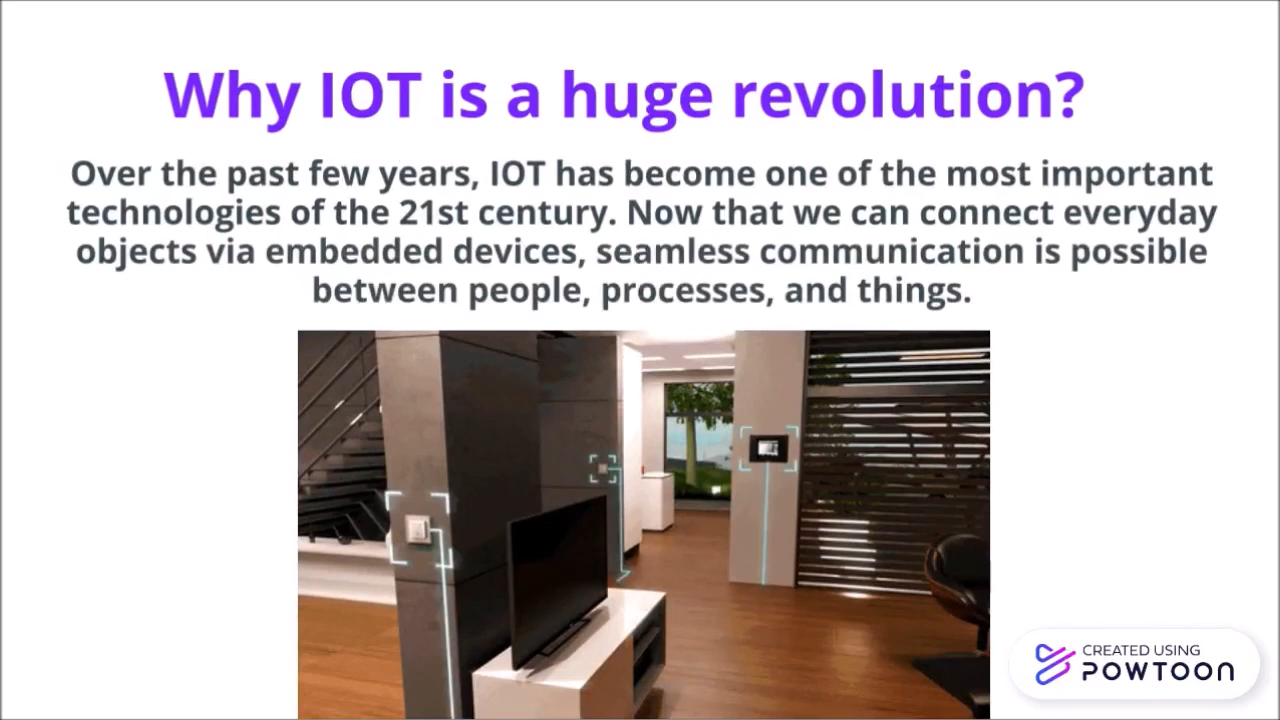 Why IOT is a huge revolution?
Over the past few years, IOT has become one of the most important
technologies of the 21st century. Now that we can connect everyday
objects via embedded devices, seamless communication is possible
between people, processes, and things.
CREATED USING
POWTOON